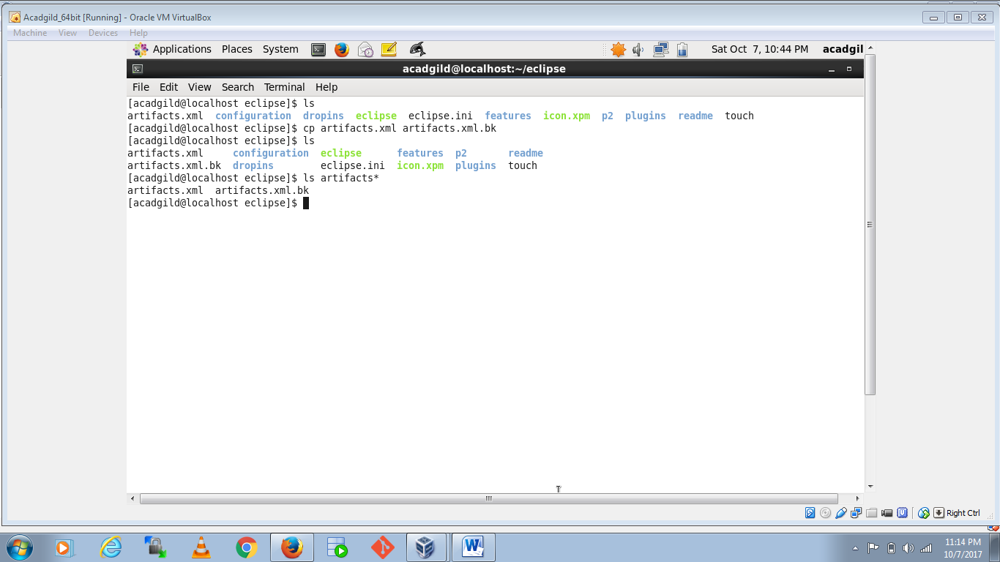 Acadgild_64bit [Running] - Oracle VM VirtualBox
Machine View Devices Help
Applications Places System Sat Oct 7, 10:44 PM acadgil
acadgild@localhost:~/eclipse
File Edit View Search Terminal Help
[acadgild@localhost eclipse]$ ls
artifacts.xml configuration dropins eclipse eclipse.ini features icon.xpm p2 plugins readme touch
[acadgild@localhost eclipse]$ cp artifacts.xml artifacts.xml.bk
[acadgild@localhost eclipse]$ ls
artifacts.xml configuration eclipse features p2 readme
artifacts.xml.bk dropins eclipse.ini icon.xpm plugins touch
[acadgild@localhost eclipse]$ ls artifacts*
artifacts.xml artifacts.xml.bk
[acadgild@localhost eclipse]$
Right Ctrl
11:14 PM
10/7/2017